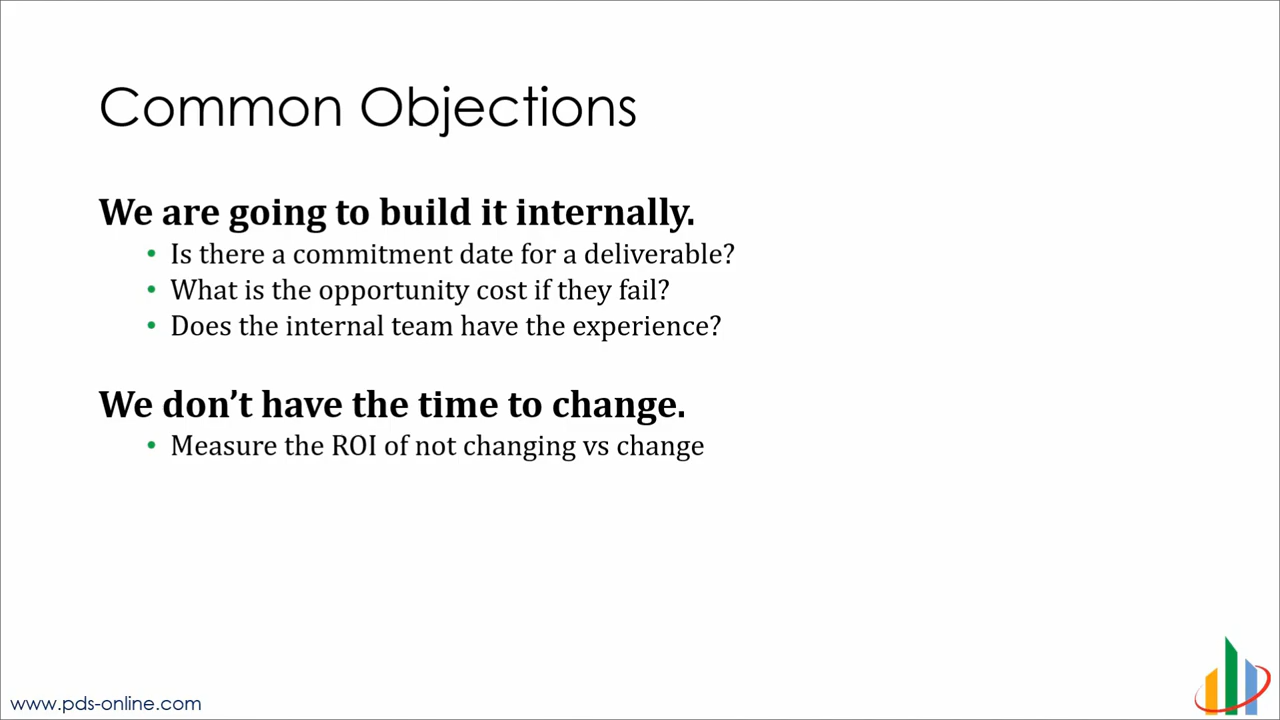 Common Objections
We are going to build it internally.
• Is there a commitment date for a deliverable?
• What is the opportunity cost if they fail?
• Does the internal team have the experience?
We don’t have the time to change.
• Measure the ROI of not changing vs change
www.pds-online.com